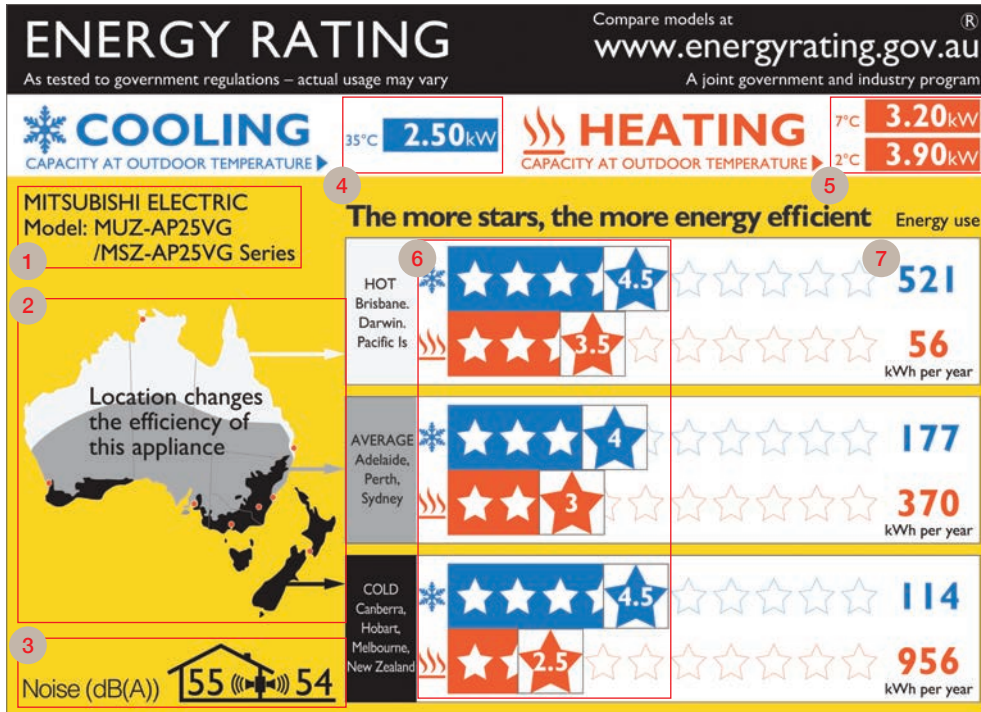 ENERGY RATING
As tested to government regulations – actual usage may vary
Compare models at
®
www.energyrating.gov.au
A joint government and industry program
COOLING
CAPACITY AT OUTDOOR TEMPERATURE
35°C 2.50kW
4
HEATING
CAPACITY AT OUTDOOR TEMPERATURE
7°C 3.20kW
2°C 3.90kW
5
MITSUBISHI ELECTRIC
Model: MUZ-AP25VG
/MSZ-AP25VG Series
1
The more stars, the more energy efficient
Energy use
2
Location changes
the efficiency of
this appliance
6
7
HOT
Brisbane.
Darwin.
Pacific Is
4.5
521
3.5
56
kWh per year
AVERAGE
Adelaide,
Perth,
Sydney
4
177
3
370
kWh per year
COLD
Canberra,
Hobart,
Melbourne,
New Zealand
4.5
114
2.5
956
kWh per year
3
Noise (dB(A)) 55 54